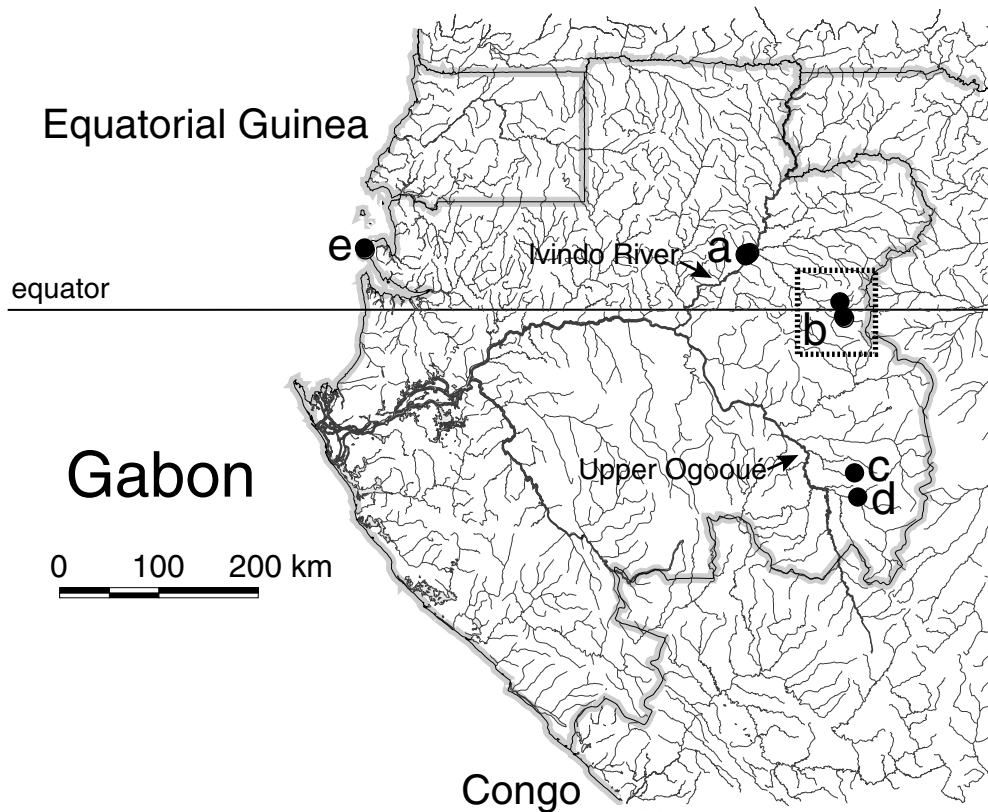 Equatorial Guinea
e
Ivindo River
a
equator
b
Gabon
Upper Ogooué
c
d
0 100 200 km
Congo